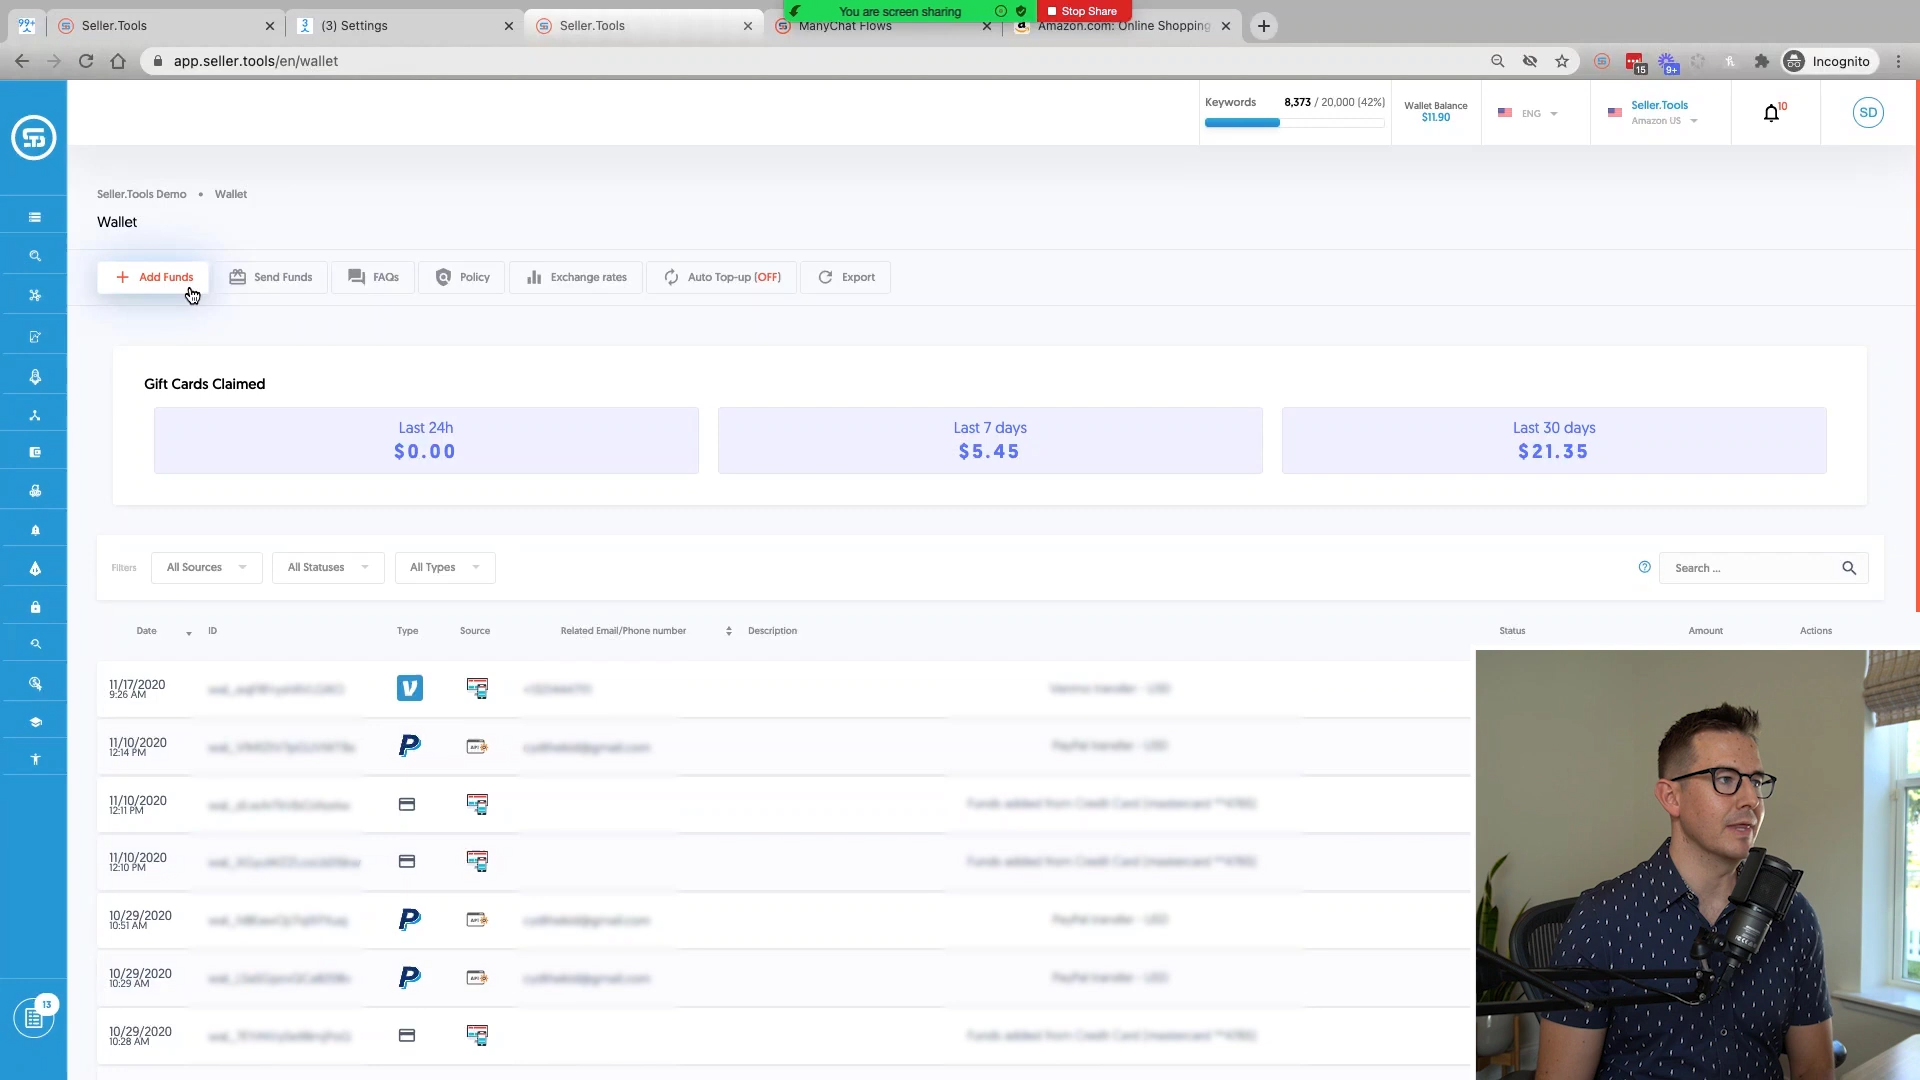 99+
Seller.Tools
(3) Settings
Seller.Tools
You are screen sharing
Stop Share
ManyChat Flows
Amazon.com: Online Shopping
app.seller.tools/en/wallet
15
9+
Incognito
Keywords 8,373 / 20,000 (42%)
Wallet Balance
$11.90
ENG
Seller.Tools
Amazon US
10
SD
Seller.Tools Demo • Wallet
Wallet
Add Funds
Send Funds
FAQs
Policy
Exchange rates
Auto Top-up (OFF)
Export
Gift Cards Claimed
Last 24h
$0.00
Last 7 days
$5.45
Last 30 days
$21.35
Filters
All Sources
All Statuses
All Types
Search ...
Date ID Type Source Related Email/Phone number Description Status Amount Actions
11/17/2020
9:26 AM
11/10/2020
12:14 PM
API
11/10/2020
12:11 PM
11/10/2020
12:10 PM
10/29/2020
10:51 AM
API
10/29/2020
10:29 AM
API
10/29/2020
10:28 AM
13